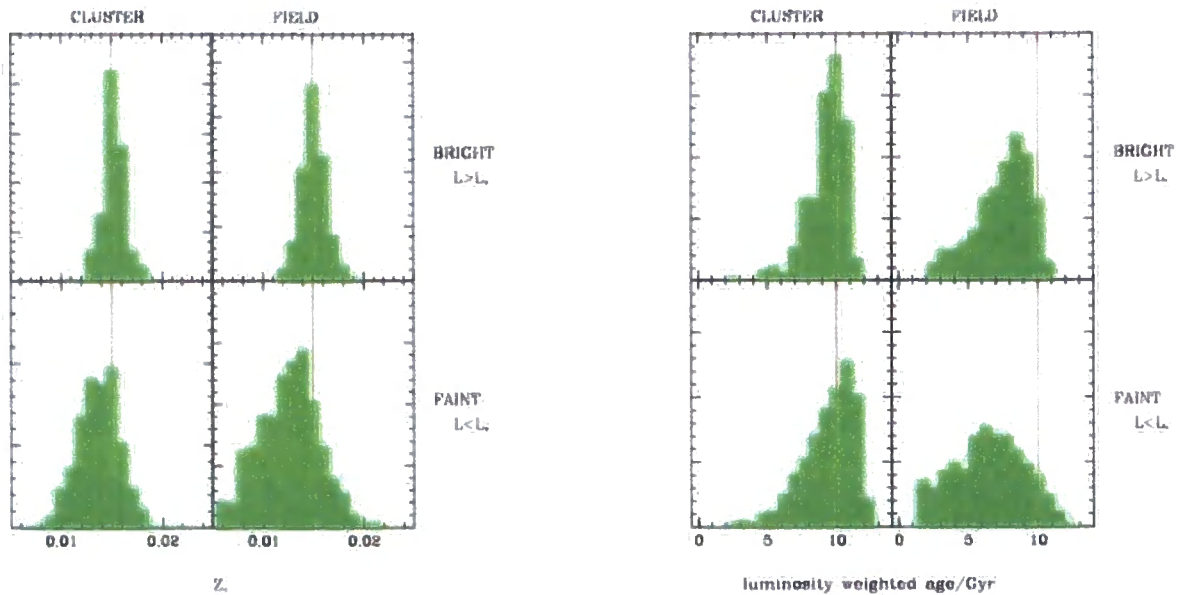 CLUSTER FIELD
BRIGHT
L>L*
FAINT
L<L*
0.01 0.02 0.01 0.02
Z*
CLUSTER FIELD
BRIGHT
L>L*
FAINT
L<L*
0 5 10 0 5 10
luminosity weighted age/Gyr